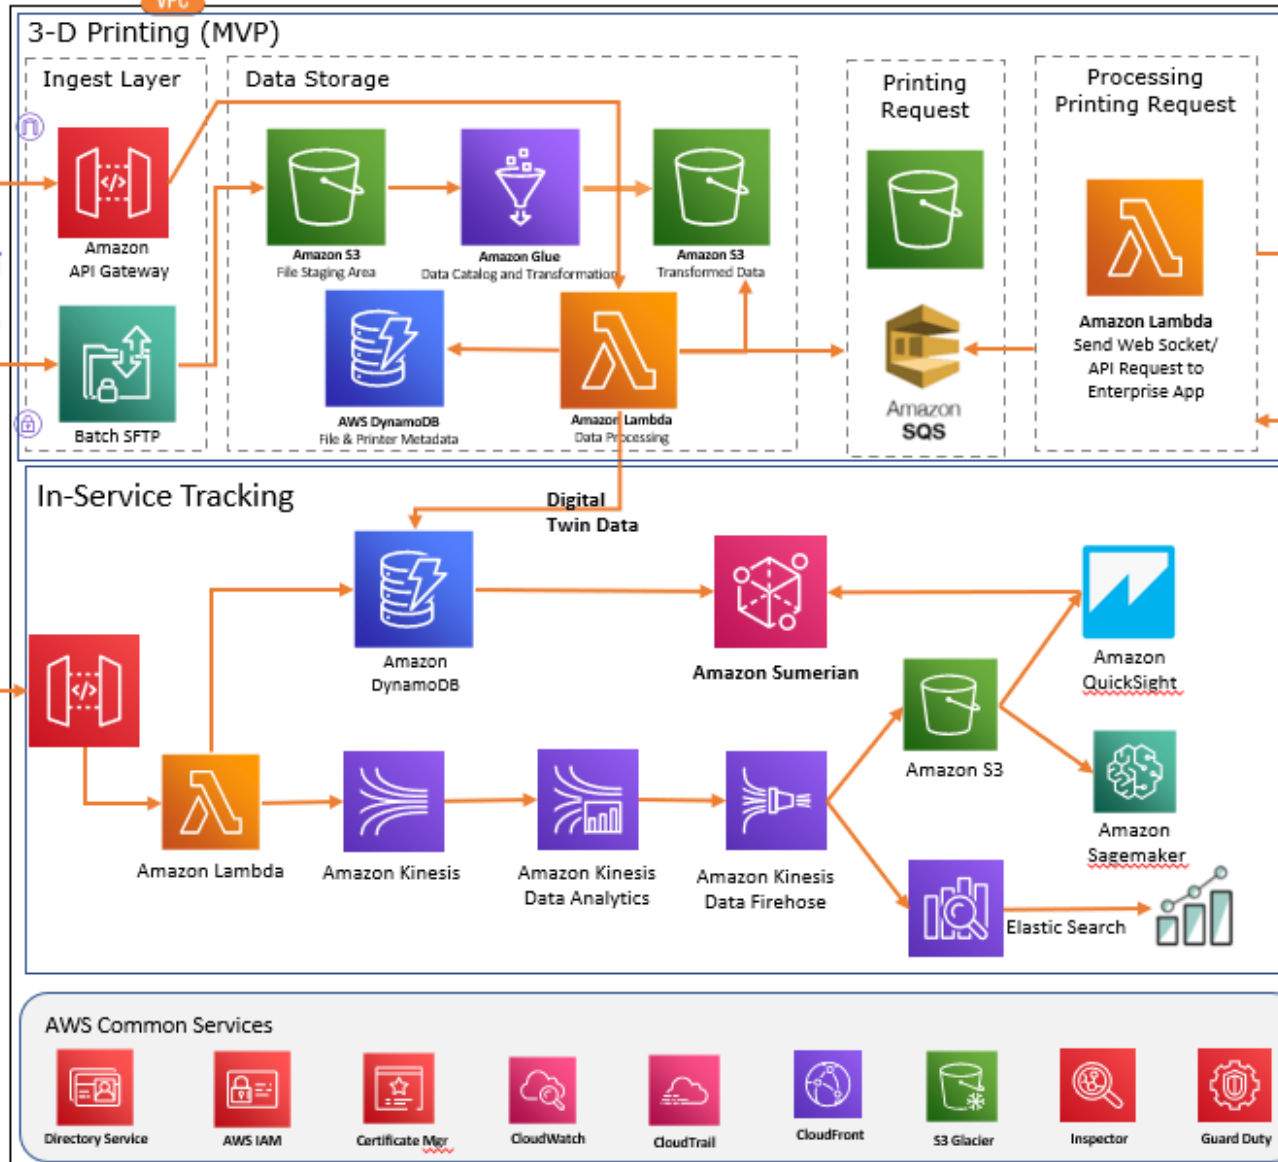 VPC
3-D Printing (MVP)
Ingest Layer
Amazon
API Gateway
Batch SFTP
Data Storage
Amazon S3
File Staging Area
Amazon Glue
Data Catalog and Transformation
Amazon S3
Transformed Data
AWS DynamoDB
File & Printer Metadata
Amazon Lambda
Data Processing
Printing
Request
Amazon
SQS
Processing
Printing Request
Amazon Lambda
Send Web Socket/
API Request to
Enterprise App
In-Service Tracking
Digital
Twin Data
Amazon
DynamoDB
Amazon Sumerian
Amazon
QuickSight
Amazon S3
Amazon
Sagemaker
Amazon Lambda
Amazon Kinesis
Amazon Kinesis
Data Analytics
Amazon Kinesis
Data Firehose
Elastic Search
AWS Common Services
Directory Service
AWS IAM
Certificate Mgr
CloudWatch
CloudTrail
CloudFront
S3 Glacier
Inspector
Guard Duty